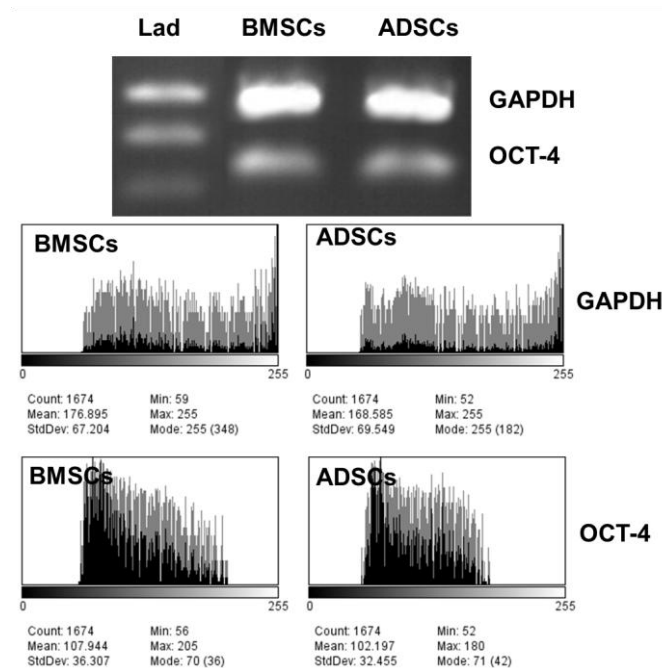 Lad BMSCs ADSCs
GAPDH
OCT-4
BMSCs
0 255
Count: 1674 Min: 59
Mean: 176.895 Max: 255
StdDev: 67.204 Mode: 255 (348)
ADSCs
0 255
Count: 1674 Min: 52
Mean: 168.585 Max: 255
StdDev: 69.549 Mode: 255 (182)
GAPDH
BMSCs
0 255
Count: 1674 Min: 56
Mean: 107.944 Max: 205
StdDev: 36.307 Mode: 70 (36)
ADSCs
0 255
Count: 1674 Min: 52
Mean: 102.197 Max: 180
StdDev: 32.455 Mode: 71 (42)
OCT-4